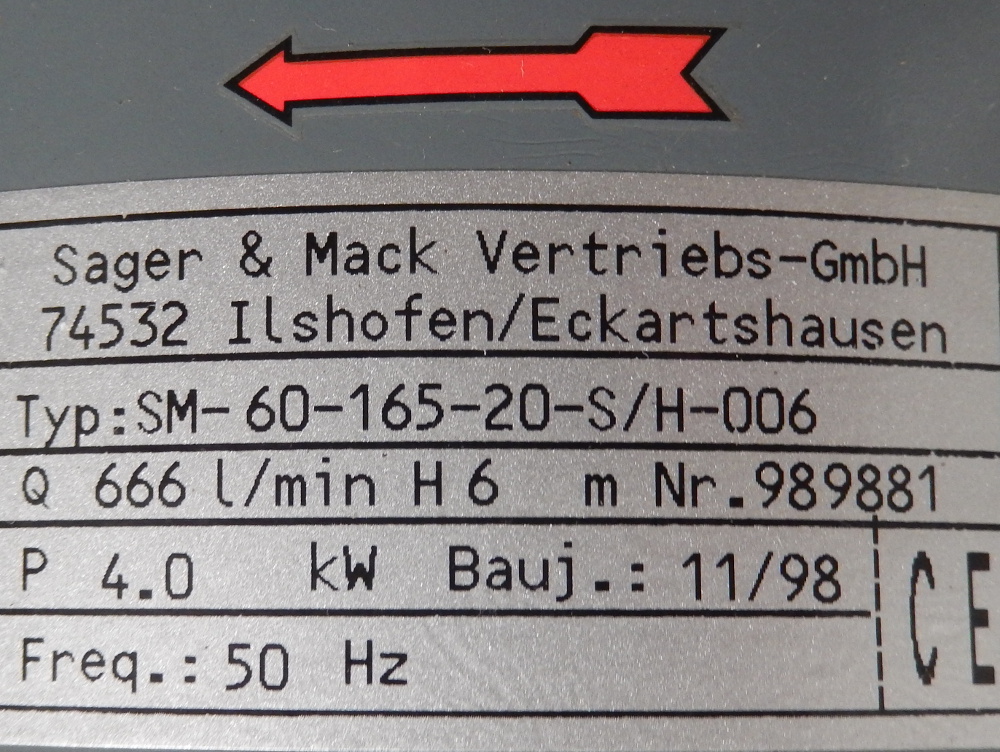 Sager & Mack Vertriebs-GmbH
74532 Ilshofen/Eckartshausen
Typ:SM-60-165-20-S/H-006
Q 666 l/min H 6 m Nr.989881
P 4.0 kW Bauj.: 11/98
Freq.: 50 Hz
CE